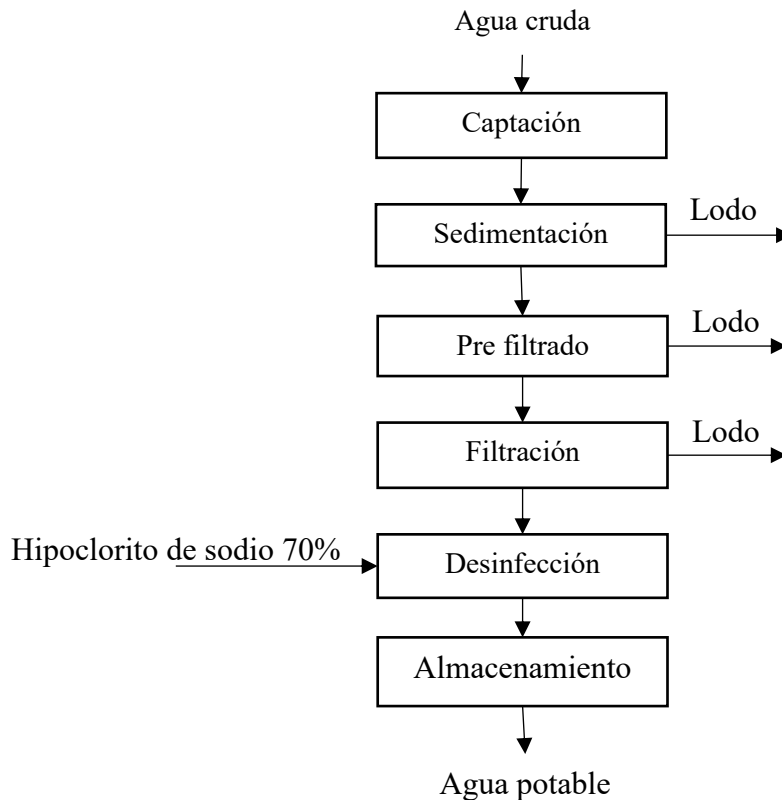 Agua cruda
Captación
Sedimentación
Lodo
Pre filtrado
Lodo
Filtración
Lodo
Hipoclorito de sodio 70%
Desinfección
Almacenamiento
Agua potable